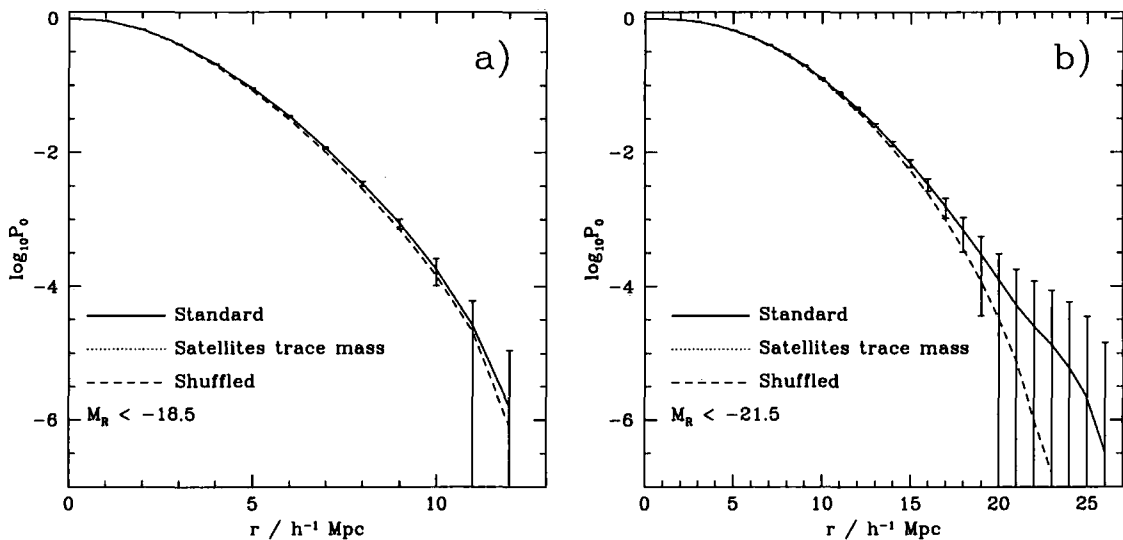 a)
0
-2
-4
-6
log₁₀P₀
Standard
Satellites trace mass
Shuffled
M_R < -18.5
0 5 10
r / h⁻¹ Mpc
b)
0
-2
-4
-6
log₁₀P₀
Standard
Satellites trace mass
Shuffled
M_R < -21.5
0 5 10 15 20 25
r / h⁻¹ Mpc